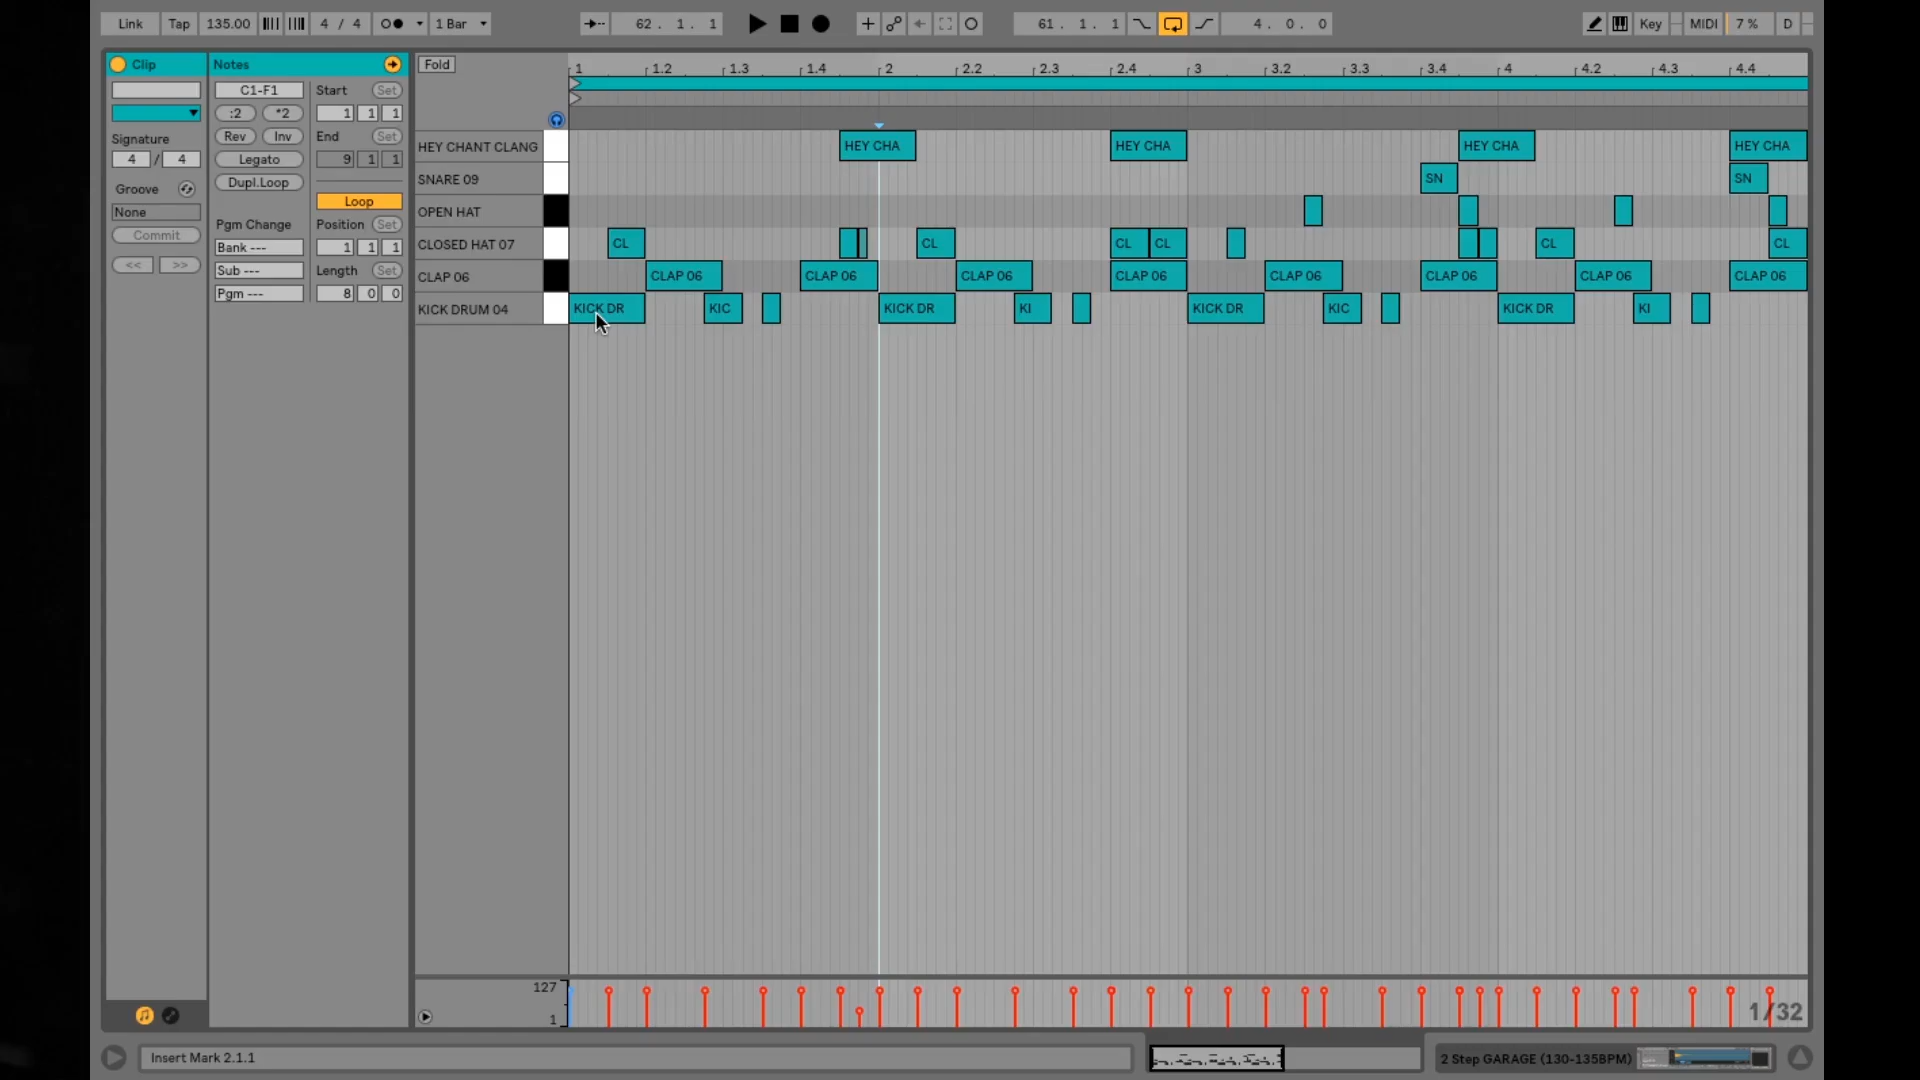 Link Tap 135.00 4 / 4 1 Bar 62. 1. 1 61. 1. 1 4. 0. 0 Key MIDI 7 % D
Clip Notes Fold 1 1.2 1.3 1.4 2 2.2 2.3 2.4 3 3.2 3.3 3.4 4 4.2 4.3 4.4
C1-F1 Start Set
:2 *2 1 1 1
Signature Rev Inv End Set
4 / 4 Legato 9 1 1
Groove Dupl.Loop
None Loop
Commit Pgm Change Position Set
<< >> Bank --- 1 1 1
Sub --- Length Set
Pgm --- 8 0 0
HEY CHANT CLANG HEY CHA HEY CHA HEY CHA HEY CHA
SNARE 09 SN SN
OPEN HAT
CLOSED HAT 07 CL CL CL CL CL CL
CLAP 06 CLAP 06 CLAP 06 CLAP 06 CLAP 06 CLAP 06 CLAP 06 CLAP 06 CLAP 06
KICK DRUM 04 KICK DR KIC KICK DR KI KICK DR KIC KICK DR KI
127
1
1/32
Insert Mark 2.1.1 2 Step GARAGE (130-135BPM)